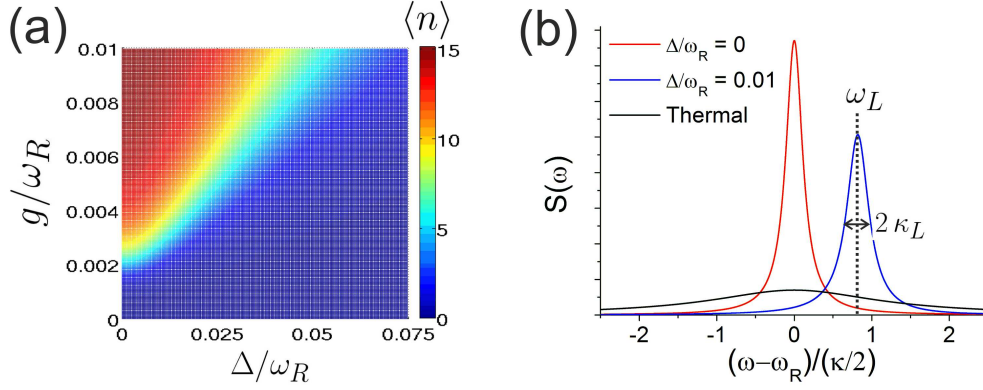 (a)
⟨n⟩
0.01
0.008
0.006
0.004
0.002
0
0.025
0.05
0.075
g/ω_R
Δ/ω_R
15
10
5
0
(b)
Δ/ω_R = 0
Δ/ω_R = 0.01
Thermal
ω_L
2 κ_L
S(ω)
-2
-1
0
1
2
(ω−ω_R)/(κ/2)